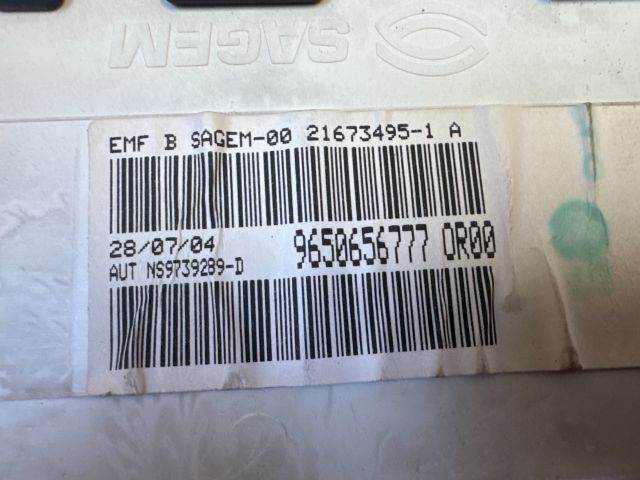 SAGEM
EMF B SAGEM-00 21673495-1 A
28/07/04
9650656777 0R00
AUT NS9739289-D